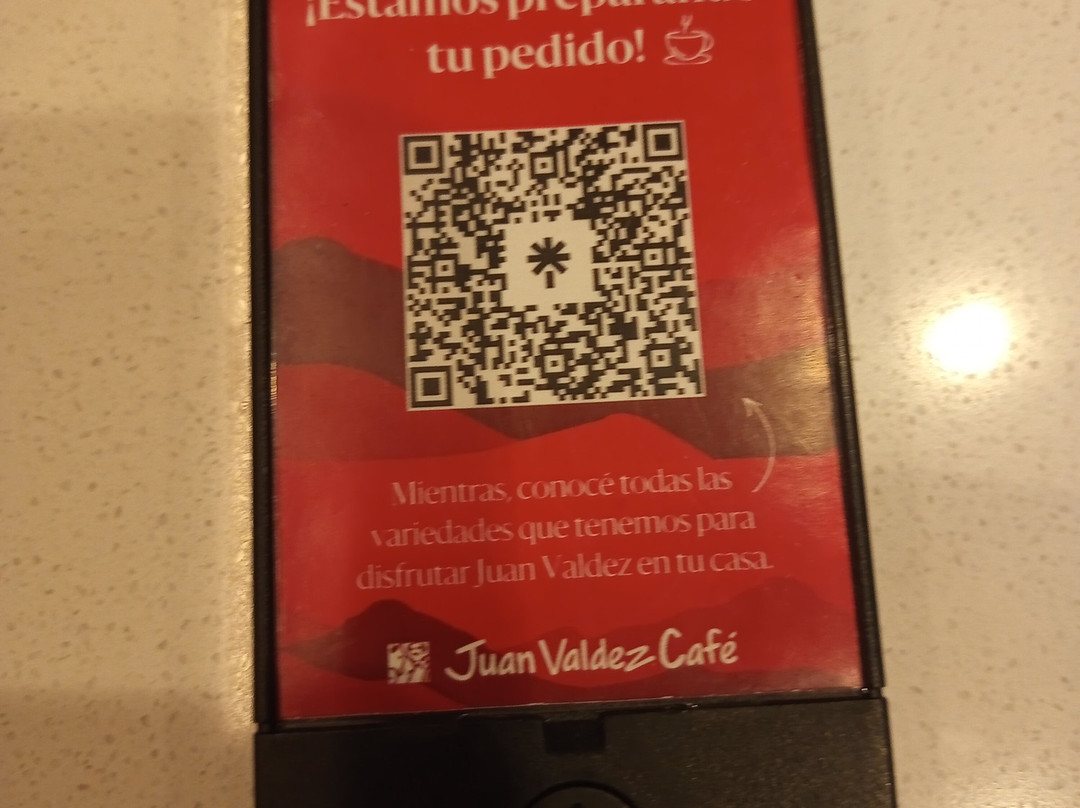 ¡Estamos preparando
tu pedido!
Mientras, conocé todas las
variedades que tenemos para
disfrutar Juan Valdez en tu casa.
Juan Valdez Café